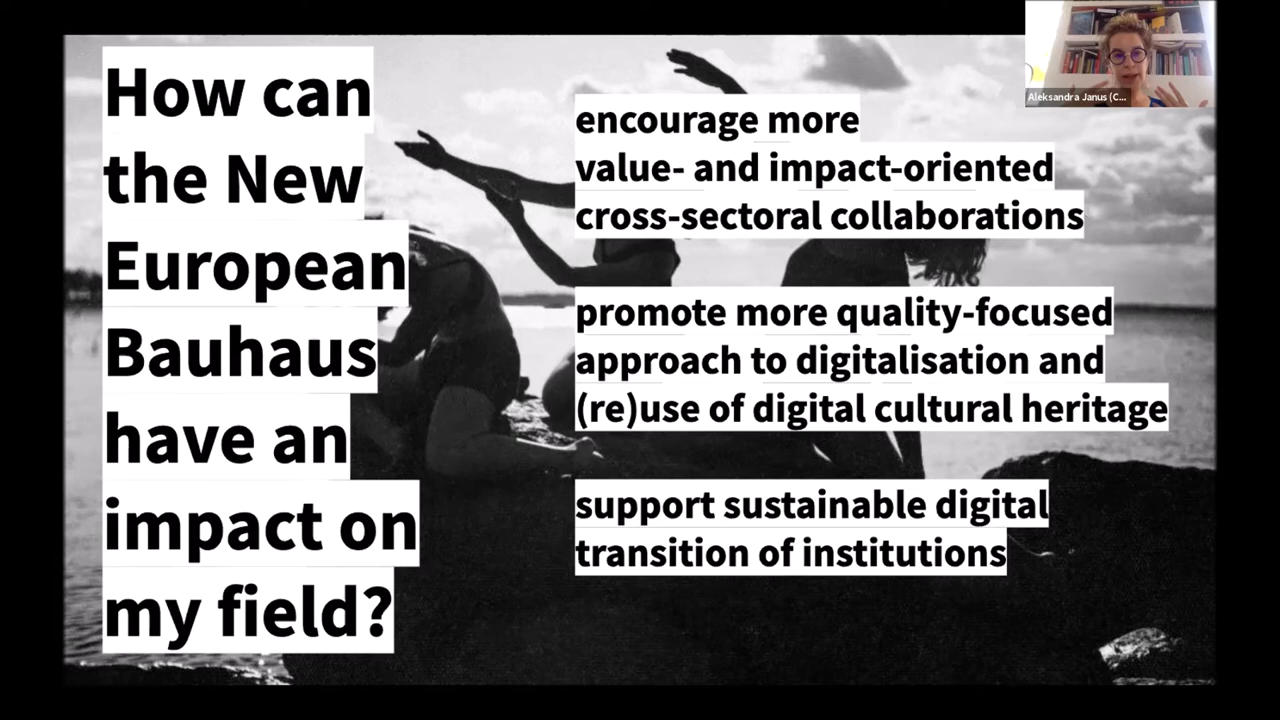 How can
the New
European
Bauhaus
have an
impact on
my field?
encourage more
value- and impact-oriented
cross-sectoral collaborations
promote more quality-focused
approach to digitalisation and
(re)use of digital cultural heritage
support sustainable digital
transition of institutions
Aleksandra Janus (C...